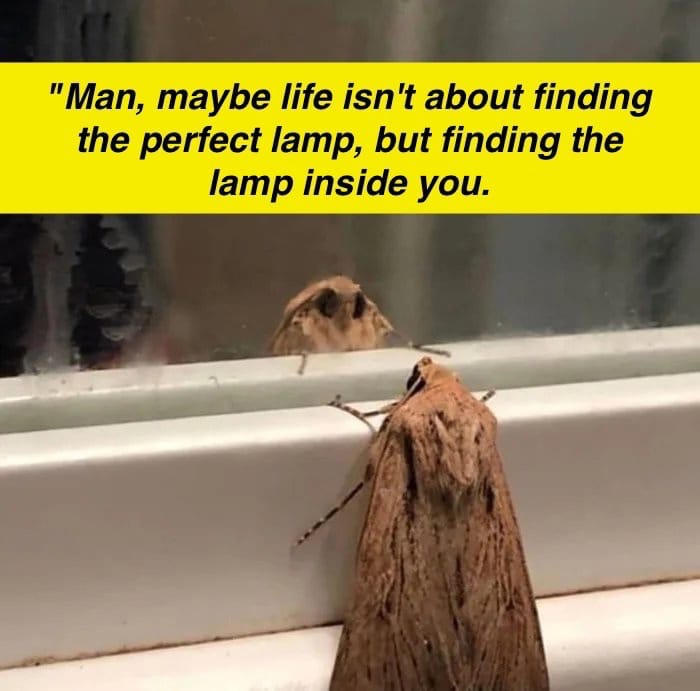 "Man, maybe life isn't about finding
the perfect lamp, but finding the
lamp inside you.